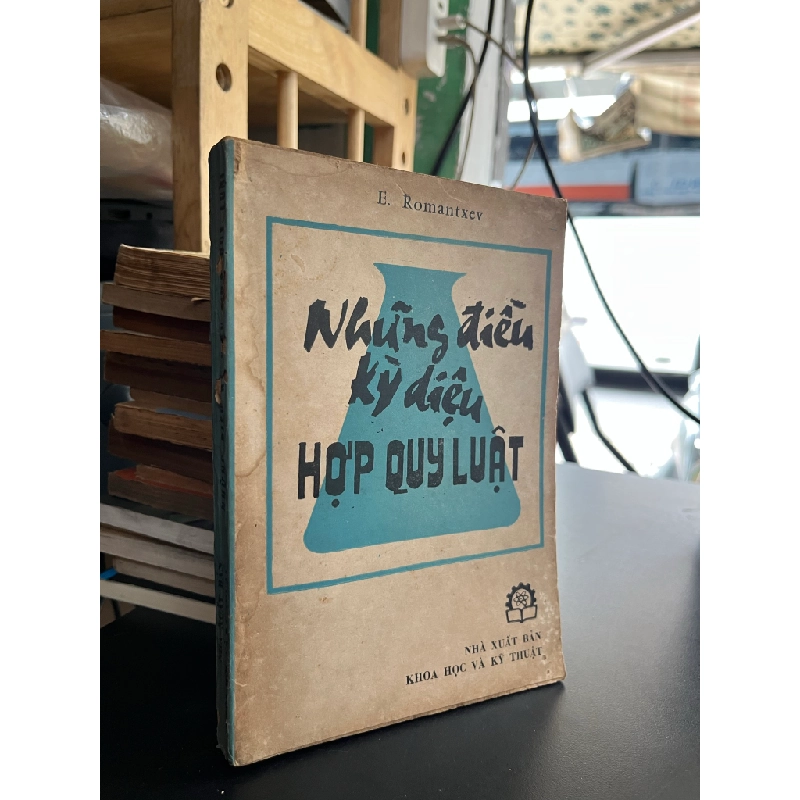 E. Romantxev
Những điều
kỳ diệu
HỢP QUY LUẬT
NHÀ XUẤT BẢN
KHOA HỌC VÀ KỸ THUẬT